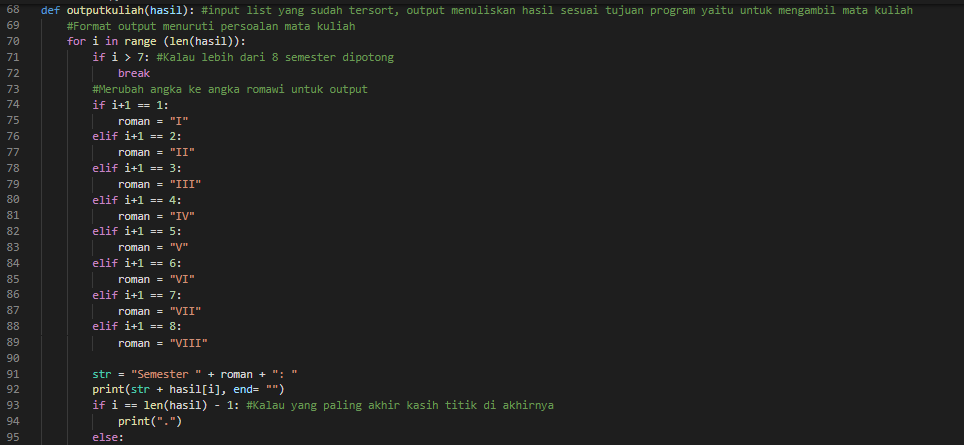 68 def outputkuliah(hasil): #input list yang sudah tersort, output menuliskan hasil sesuai tujuan program yaitu untuk mengambil mata kuliah
69 #Format output menuruti persoalan mata kuliah
70 for i in range (len(hasil)):
71 if i > 7: #Kalau lebih dari 8 semester dipotong
72 break
73 #Merubah angka ke angka romawi untuk output
74 if i+1 == 1:
75 roman = "I"
76 elif i+1 == 2:
77 roman = "II"
78 elif i+1 == 3:
79 roman = "III"
80 elif i+1 == 4:
81 roman = "IV"
82 elif i+1 == 5:
83 roman = "V"
84 elif i+1 == 6:
85 roman = "VI"
86 elif i+1 == 7:
87 roman = "VII"
88 elif i+1 == 8:
89 roman = "VIII"
90
91 str = "Semester " + roman + ": "
92 print(str + hasil[i], end= "")
93 if i == len(hasil) - 1: #Kalau yang paling akhir kasih titik di akhirnya
94 print(".")
95 else: